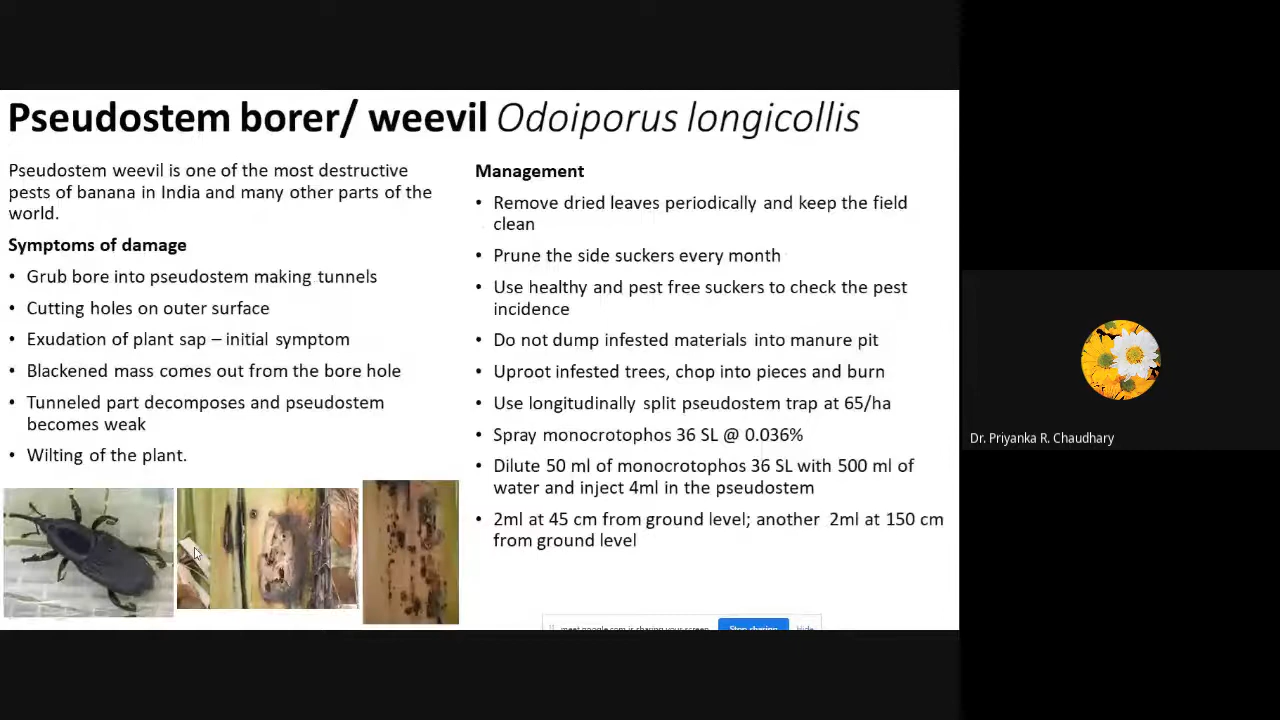 Pseudostem borer/ weevil Odoiporus longicollis
Pseudostem weevil is one of the most destructive
pests of banana in India and many other parts of the
world.
Symptoms of damage
• Grub bore into pseudostem making tunnels
• Cutting holes on outer surface
• Exudation of plant sap – initial symptom
• Blackened mass comes out from the bore hole
• Tunneled part decomposes and pseudostem
becomes weak
• Wilting of the plant.
Management
• Remove dried leaves periodically and keep the field
clean
• Prune the side suckers every month
• Use healthy and pest free suckers to check the pest
incidence
• Do not dump infested materials into manure pit
• Uproot infested trees, chop into pieces and burn
• Use longitudinally split pseudostem trap at 65/ha
• Spray monocrotophos 36 SL @ 0.036%
• Dilute 50 ml of monocrotophos 36 SL with 500 ml of
water and inject 4ml in the pseudostem
• 2ml at 45 cm from ground level; another 2ml at 150 cm
from ground level
meet.google.com is sharing your screen. Stop sharing Hide
Dr. Priyanka R. Chaudhary